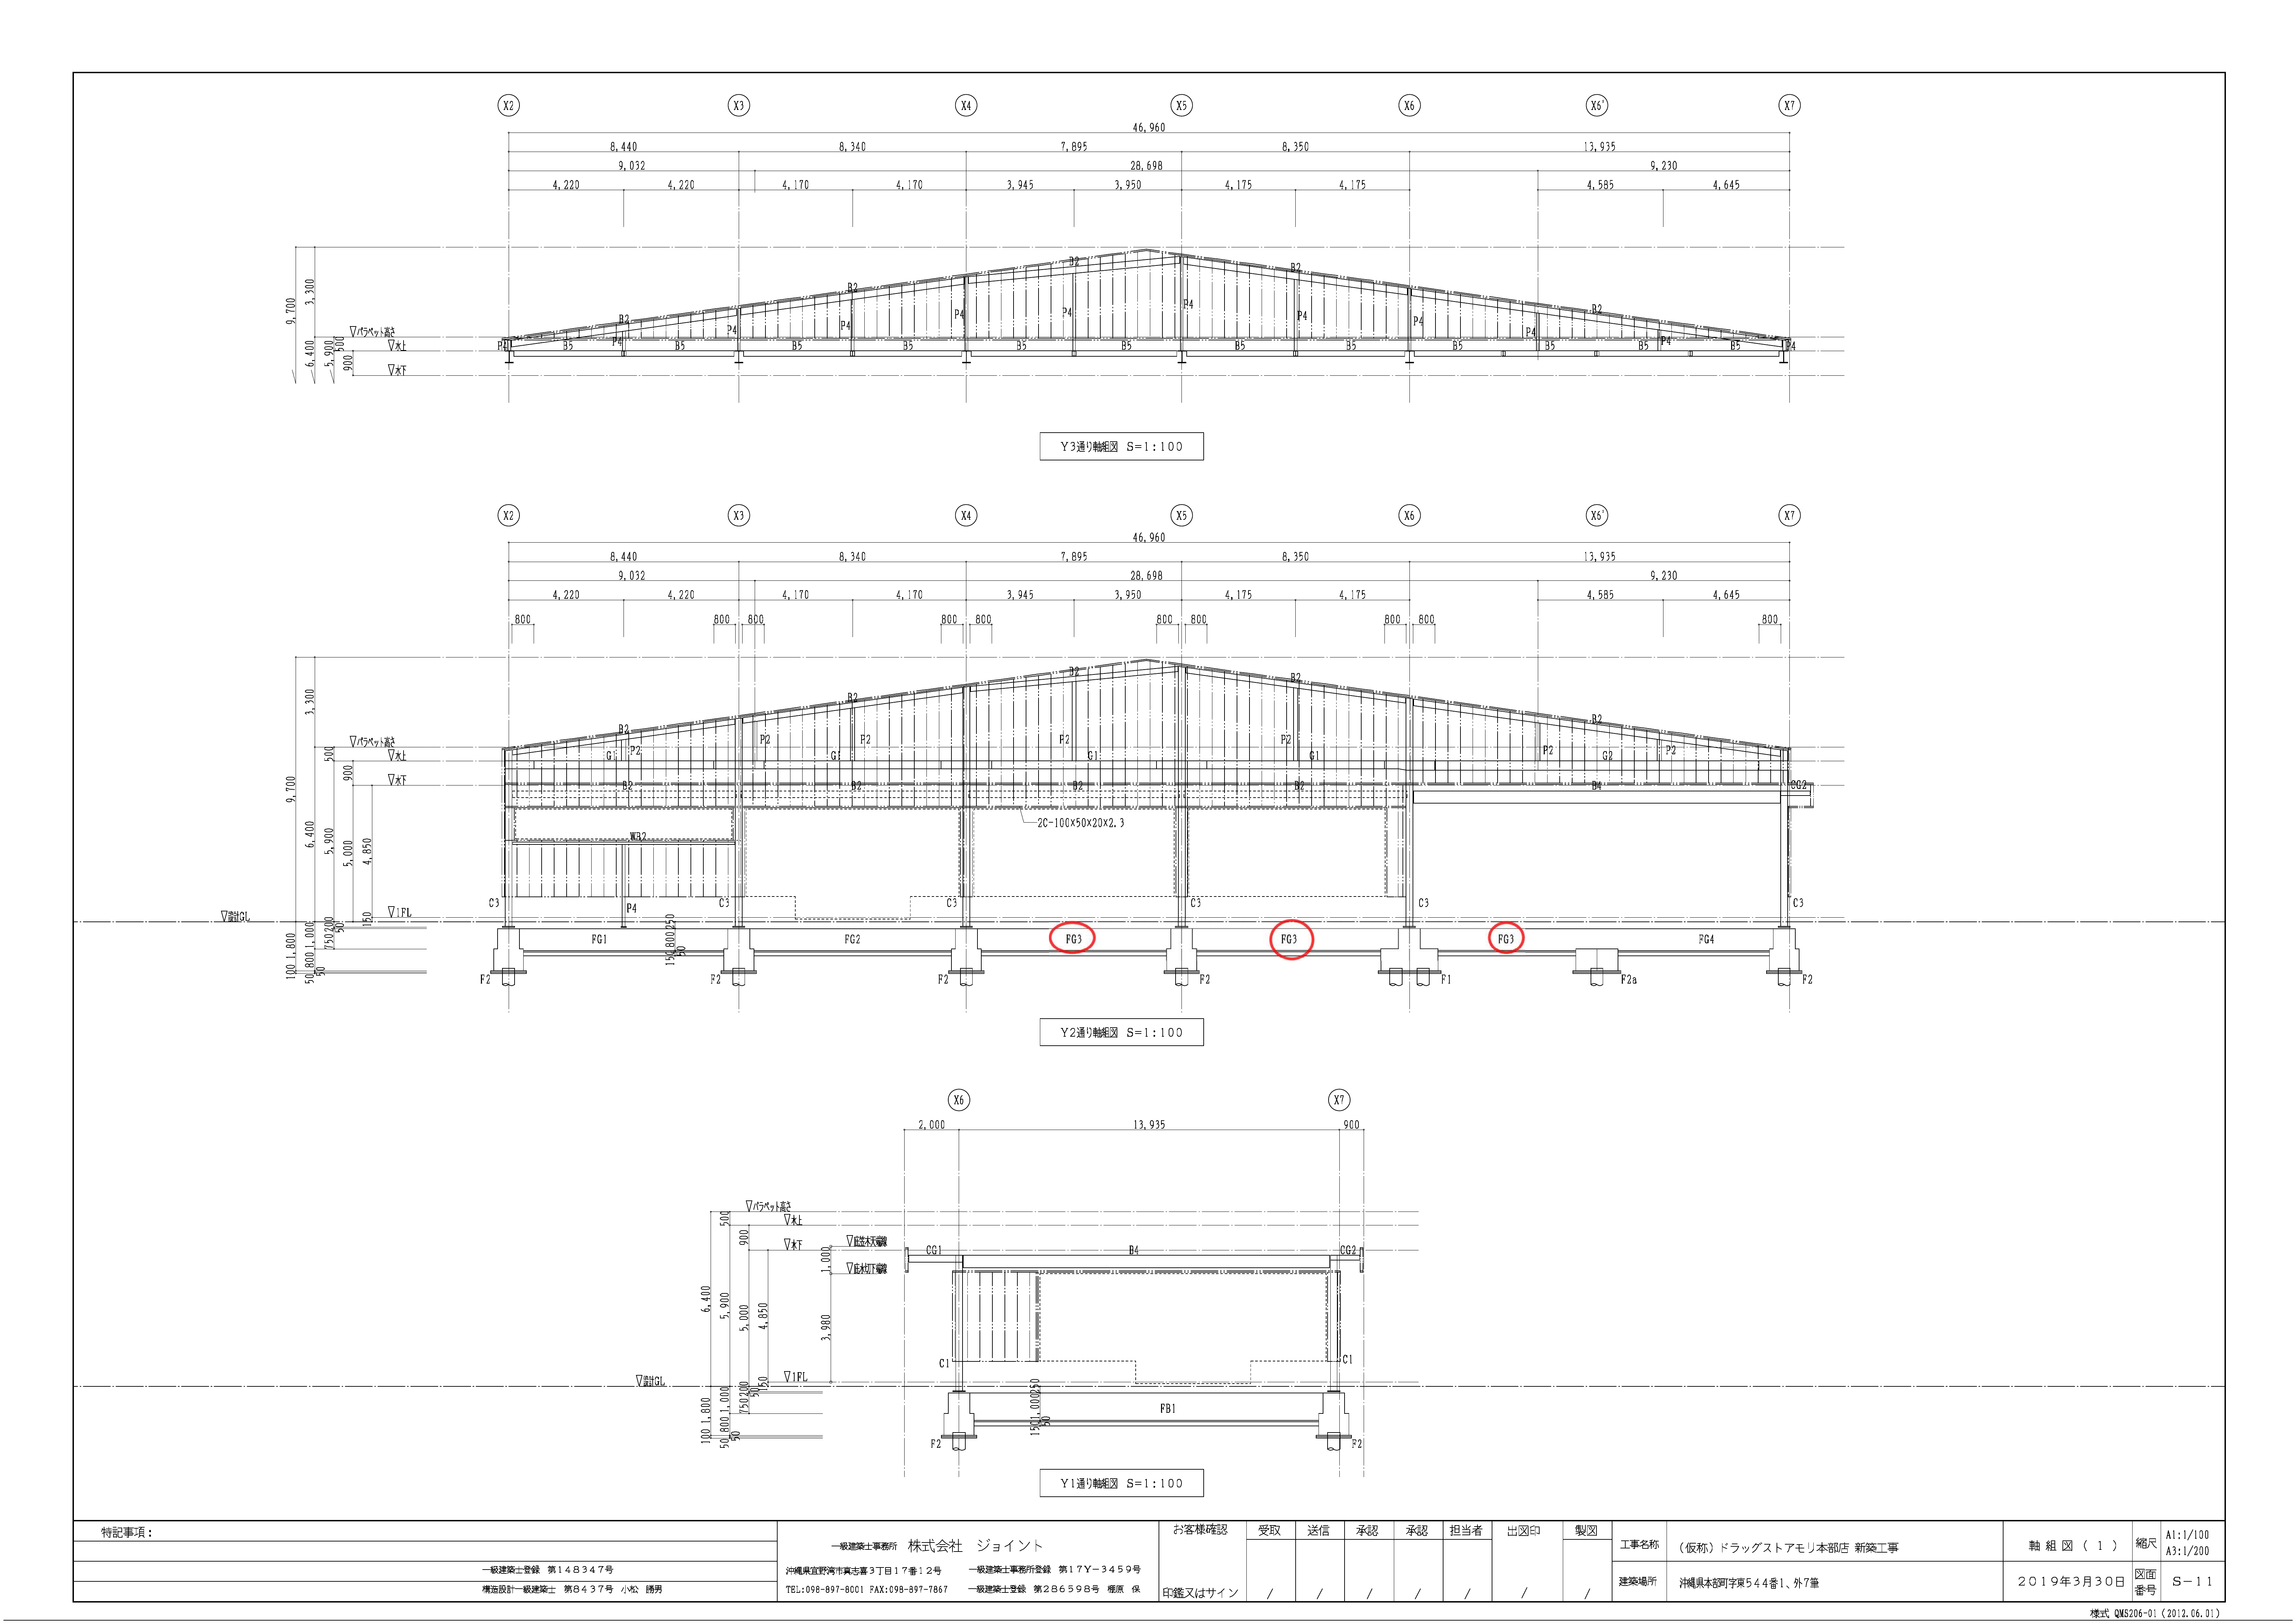 X2 X3 X4 X5 X6 X6' X7
46,960
8,440 8,340 7,895 8,350 13,935
9,032 28,698 9,230
4,220 4,220 4,170 4,170 3,945 3,950 4,175 4,175 4,585 4,645
B2 B2 B2 B2 B2
P4 P4 P4 P4 P4 P4 P4 P4 P4 P4 P4 P4 P4
B5 B5 B5 B5 B5 B5 B5 B5 B5 B5 B5 B5
9,700 3,300 6,400 5,900 500 900
▽パラペット高さ
▽水上
▽水下
Y3通り軸組図 S=1:100
X2 X3 X4 X5 X6 X6' X7
46,960
8,440 8,340 7,895 8,350 13,935
9,032 28,698 9,230
4,220 4,220 4,170 4,170 3,945 3,950 4,175 4,175 4,585 4,645
800 800 800 800 800 800 800 800 800 800
B2 B2 B2 B2 B2
P2 P2 P2 P2 P2 P2 P2
G1 G1 G1 G1 G2
B2 B2 B2 B2 B4 CG2
2C-100×50×20×2.3
WB2
P4
C3 C3 C3 C3 C3 C3
▽パラペット高さ
▽水上
▽水下
▽1FL
▽設計GL
9,700 3,300 6,400 500 5,900 900 5,000 4,850 150
100 1,800 50 800 1,000 50 750 200 50
150 800 220 50
FG1 FG2 FG3 FG3 FG3 FG4
F2 F2 F2 F2 F1 F2a F2
Y2通り軸組図 S=1:100
X6 X7
2,000 13,935 900
▽パラペット高さ
▽水上
▽水下
CG1 B4 CG2
500 900 1,000
6,400 5,900 5,000 4,850 3,980
C1 C1
▽1FL
▽設計GL
150
100 1,800 50 800 1,000 50 750 200 50
150 1,000 250 50
FB1
F2 F2
Y1通り軸組図 S=1:100
特記事項:
一級建築士登録 第148347号
構造設計一級建築士 第8437号 小松 勝男
一級建築士事務所 株式会社 ジョイント
沖縄県宜野湾市真志喜3丁目17番12号 一級建築士事務所登録 第17Y-3459号
TEL:098-897-8001 FAX:098-897-7867 一級建築士登録 第286598号 樫原 保
お客様確認 受取 送信 承認 承認 担当者 出図印 製図
印鑑又はサイン / / / / / / /
工事名称 (仮称)ドラッグストアモリ本部店 新築工事
建築場所 沖縄県本部町字東544番1、外7筆
軸組図(1) 縮尺 A1:1/100 A3:1/200
2019年3月30日 図面番号 S-11
様式 QMS206-01(2012.06.01)